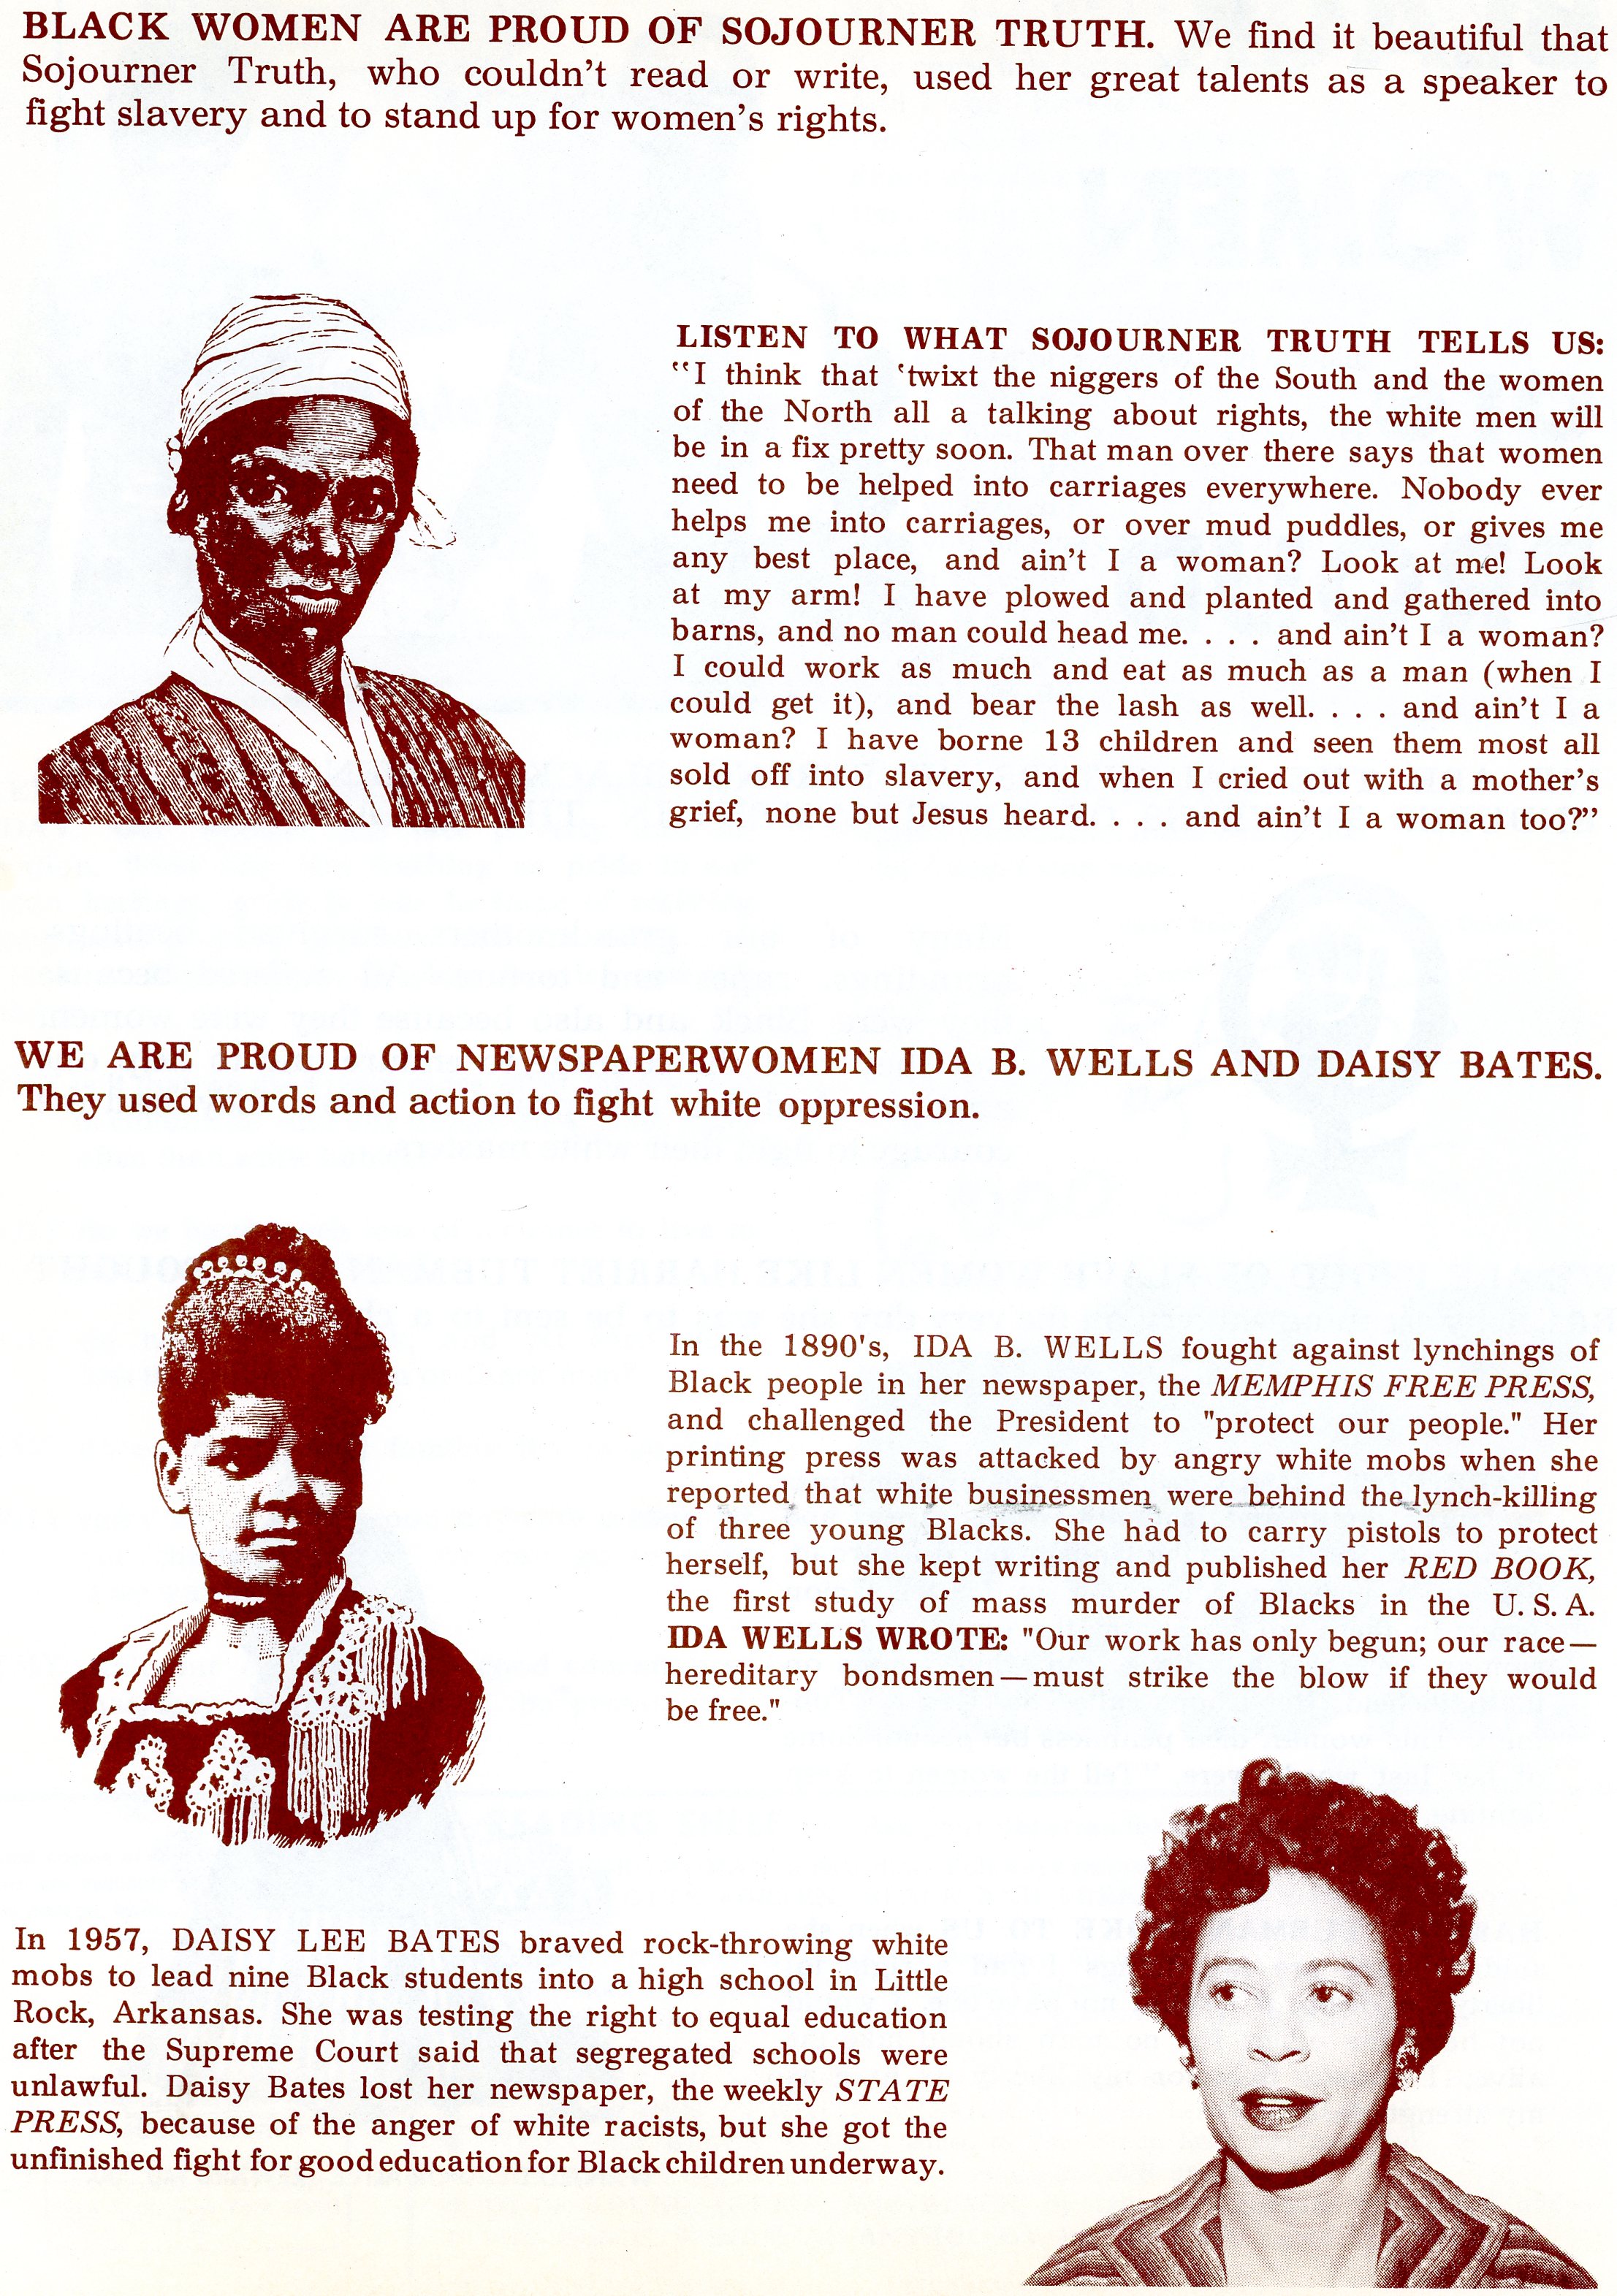 BLACK WOMEN ARE PROUD OF SOJOURNER TRUTH. We find it beautiful that
Sojourner Truth, who couldn't read or write, used her great talents as a speaker to
fight slavery and to stand up for women's rights.
LISTEN TO WHAT SOJOURNER TRUTH TELLS US:
"I think that 'twixt the niggers of the South and the women
of the North all a talking about rights, the white men will
be in a fix pretty soon. That man over there says that women
need to be helped into carriages everywhere. Nobody ever
helps me into carriages, or over mud puddles, or gives me
any best place, and ain't I a woman? Look at me! Look
at my arm! I have plowed and planted and gathered into
barns, and no man could head me. . . . and ain't I a woman?
I could work as much and eat as much as a man (when I
could get it), and bear the lash as well. . . . and ain't I a
woman? I have borne 13 children and seen them most all
sold off into slavery, and when I cried out with a mother's
grief, none but Jesus heard. . . . and ain't I a woman too?"
WE ARE PROUD OF NEWSPAPERWOMEN IDA B. WELLS AND DAISY BATES.
They used words and action to fight white oppression.
In the 1890's, IDA B. WELLS fought against lynchings of
Black people in her newspaper, the MEMPHIS FREE PRESS,
and challenged the President to "protect our people." Her
printing press was attacked by angry white mobs when she
reported that white businessmen were behind the lynch-killing
of three young Blacks. She had to carry pistols to protect
herself, but she kept writing and published her RED BOOK,
the first study of mass murder of Blacks in the U. S. A.
IDA WELLS WROTE: "Our work has only begun; our race—
hereditary bondsmen—must strike the blow if they would
be free."
In 1957, DAISY LEE BATES braved rock-throwing white
mobs to lead nine Black students into a high school in Little
Rock, Arkansas. She was testing the right to equal education
after the Supreme Court said that segregated schools were
unlawful. Daisy Bates lost her newspaper, the weekly STATE
PRESS, because of the anger of white racists, but she got the
unfinished fight for good education for Black children underway.